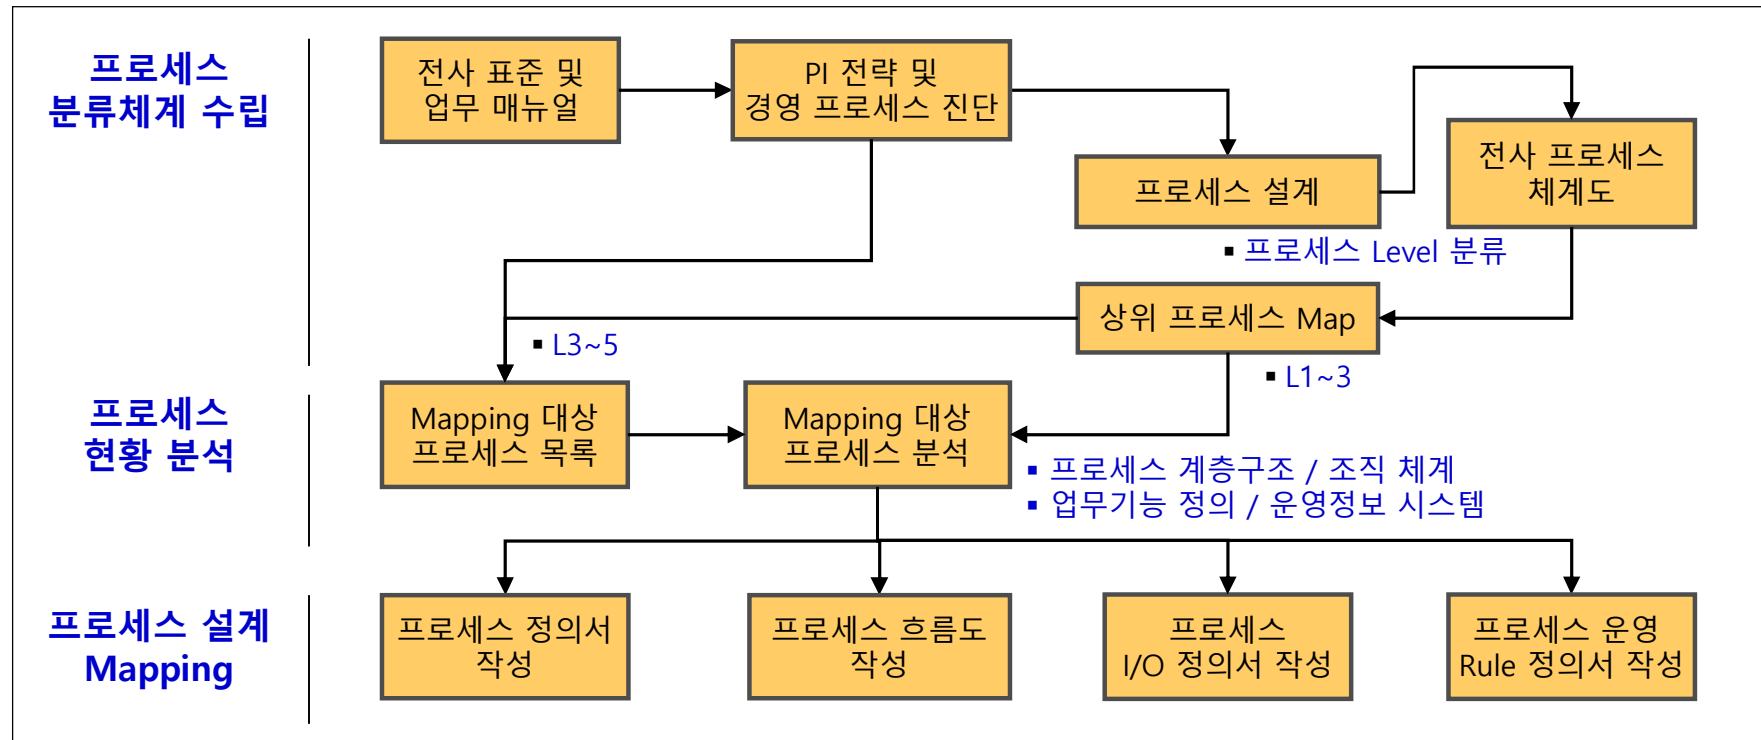 프로세스
분류체계 수립
전사 표준 및
업무 매뉴얼
PI 전략 및
경영 프로세스 진단
프로세스 설계
전사 프로세스
체계도
▪ 프로세스 Level 분류
상위 프로세스 Map
▪ L3~5
▪ L1~3
프로세스
현황 분석
Mapping 대상
프로세스 목록
Mapping 대상
프로세스 분석
▪ 프로세스 계층구조 / 조직 체계
▪ 업무기능 정의 / 운영정보 시스템
프로세스 설계
Mapping
프로세스 정의서
작성
프로세스 흐름도
작성
프로세스
I/O 정의서 작성
프로세스 운영
Rule 정의서 작성